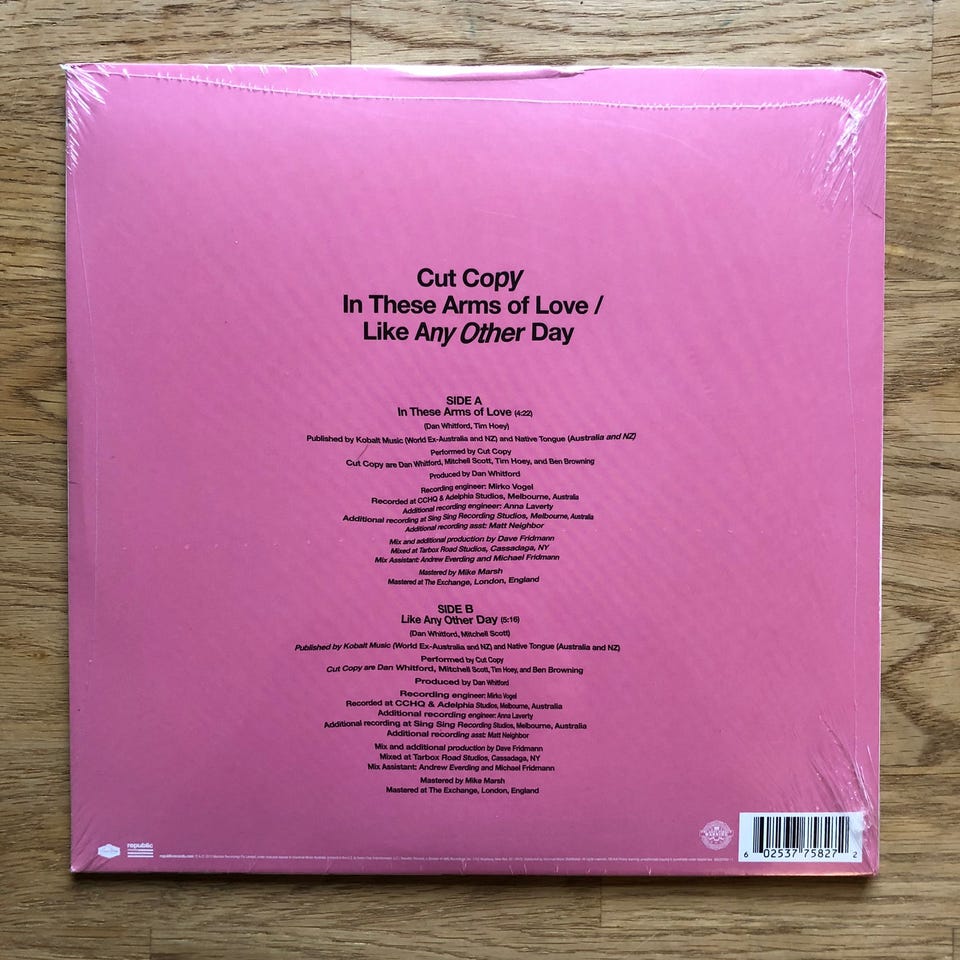 Cut Copy
In These Arms of Love /
Like Any Other Day
SIDE A
In These Arms of Love (4:22)
(Dan Whitford, Tim Hoey)
Published by Kobalt Music (World Ex-Australia and NZ) and Native Tongue (Australia and NZ)
Performed by Cut Copy
Cut Copy are Dan Whitford, Mitchell Scott, Tim Hoey, and Ben Browning
Produced by Dan Whitford
Recording engineer: Mirko Vogel
Recorded at CCHQ & Adelphia Studios, Melbourne, Australia
Additional recording engineer: Anna Laverty
Additional recording at Sing Sing Recording Studios, Melbourne, Australia
Additional recording asst: Matt Neighbor
Mix and additional production by Dave Fridmann
Mixed at Tarbox Road Studios, Cassadaga, NY
Mix Assistant: Andrew Everding and Michael Fridmann
Mastered by Mike Marsh
Mastered at The Exchange, London, England
SIDE B
Like Any Other Day (5:16)
(Dan Whitford, Mitchell Scott)
Published by Kobalt Music (World Ex-Australia and NZ) and Native Tongue (Australia and NZ)
Performed by Cut Copy
Cut Copy are Dan Whitford, Mitchell Scott, Tim Hoey, and Ben Browning
Produced by Dan Whitford
Recording engineer: Mirko Vogel
Recorded at CCHQ & Adelphia Studios, Melbourne, Australia
Additional recording engineer: Anna Laverty
Additional recording at Sing Sing Recording Studios, Melbourne, Australia
Additional recording asst: Matt Neighbor
Mix and additional production by Dave Fridmann
Mixed at Tarbox Road Studios, Cassadaga, NY
Mix Assistant: Andrew Everding and Michael Fridmann
Mastered by Mike Marsh
Mastered at The Exchange, London, England
republic
republicrecords.com
6 02537 75827 2